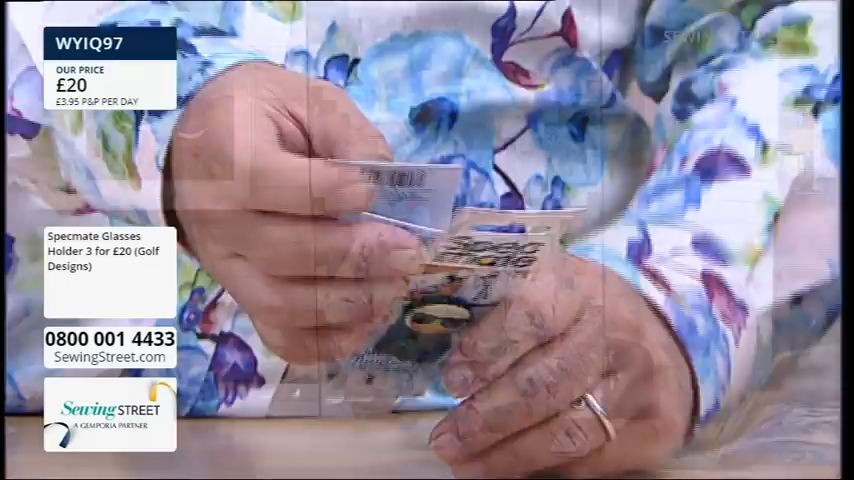 WYIQ97
OUR PRICE
£20
£3.95 P&P PER DAY
Specmate Glasses
Holder 3 for £20 (Golf
Designs)
0800 001 4433
SewingStreet.com
Sewing STREET
A GEMPORIA PARTNER